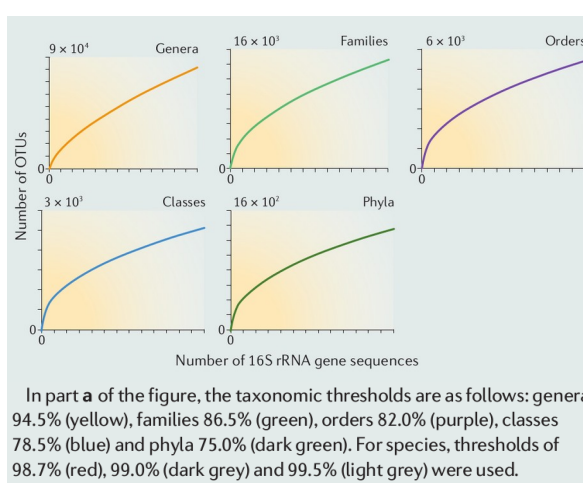 9 × 10⁴ Genera
16 × 10³ Families
6 × 10³ Orders
0
0
0
0
0
0
3 × 10³ Classes
16 × 10² Phyla
0
0
0
0
Number of OTUs
Number of 16S rRNA gene sequences
In part a of the figure, the taxonomic thresholds are as follows: genera
94.5% (yellow), families 86.5% (green), orders 82.0% (purple), classes
78.5% (blue) and phyla 75.0% (dark green). For species, thresholds of
98.7% (red), 99.0% (dark grey) and 99.5% (light grey) were used.